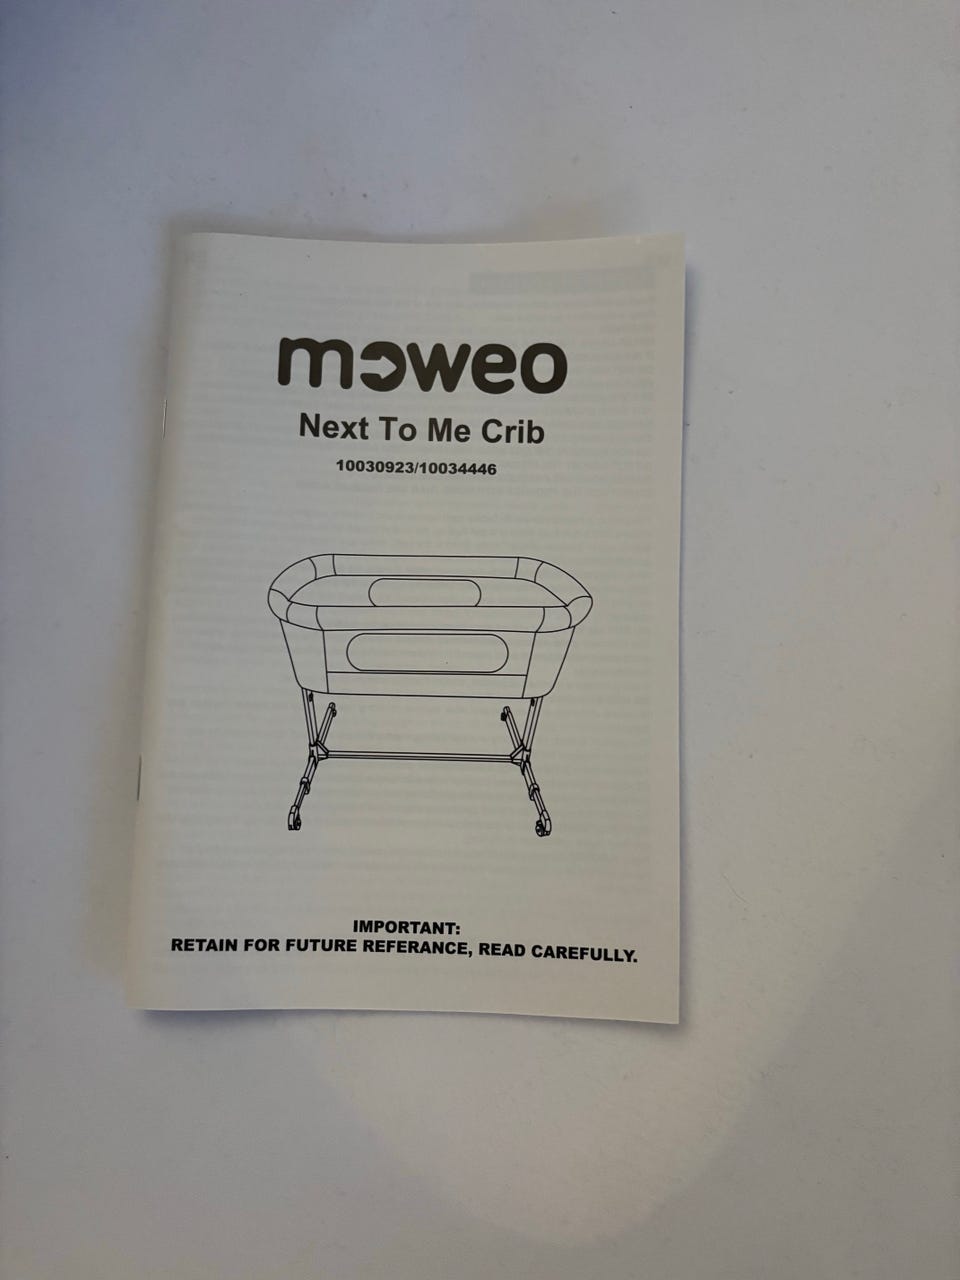 moweo
Next To Me Crib
10030923/10034446
IMPORTANT:
RETAIN FOR FUTURE REFERANCE, READ CAREFULLY.